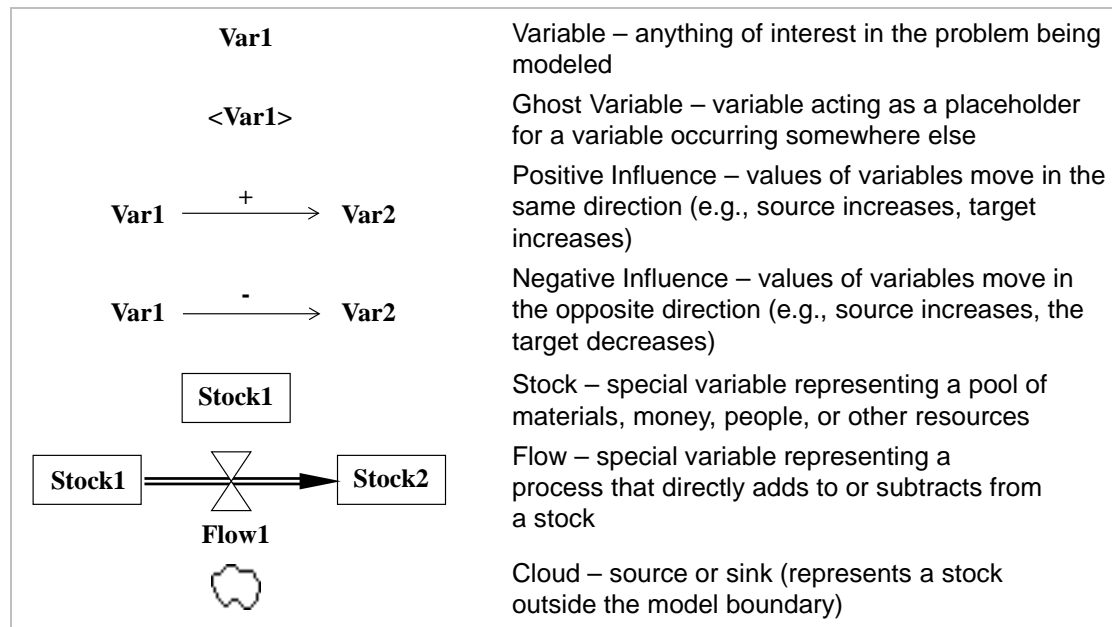 Var1
Variable – anything of interest in the problem being
modeled
<Var1>
Ghost Variable – variable acting as a placeholder
for a variable occurring somewhere else
Var1
+
Var2
Positive Influence – values of variables move in the
same direction (e.g., source increases, target
increases)
Var1
-
Var2
Negative Influence – values of variables move in
the opposite direction (e.g., source increases, the
target decreases)
Stock1
Stock – special variable representing a pool of
materials, money, people, or other resources
Stock1
Stock2
Flow1
Flow – special variable representing a
process that directly adds to or subtracts from
a stock
Cloud – source or sink (represents a stock
outside the model boundary)